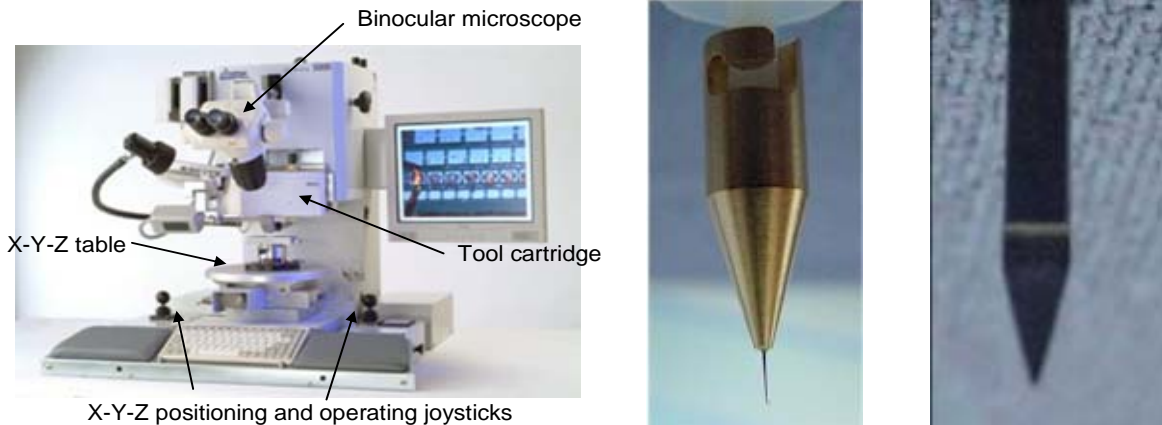 Binocular microscope
X-Y-Z table
Tool cartridge
X-Y-Z positioning and operating joysticks